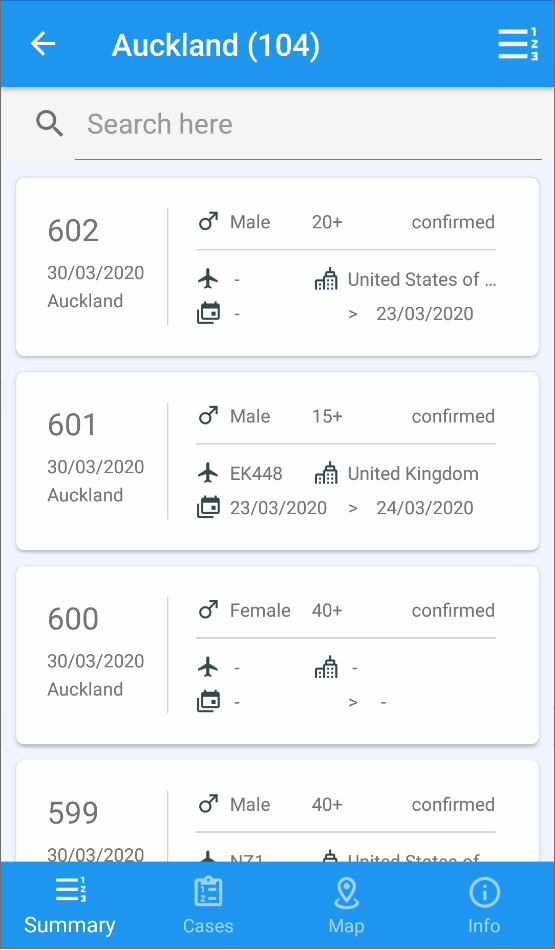 Auckland (104)
Search here
602
30/03/2020
Auckland
Male 20+ confirmed
- United States of ...
- > 23/03/2020
601
30/03/2020
Auckland
Male 15+ confirmed
EK448 United Kingdom
23/03/2020 > 24/03/2020
600
30/03/2020
Auckland
Female 40+ confirmed
- -
- > -
599
30/03/2020
Male 40+ confirmed
NZ1 United States of
Summary Cases Map Info